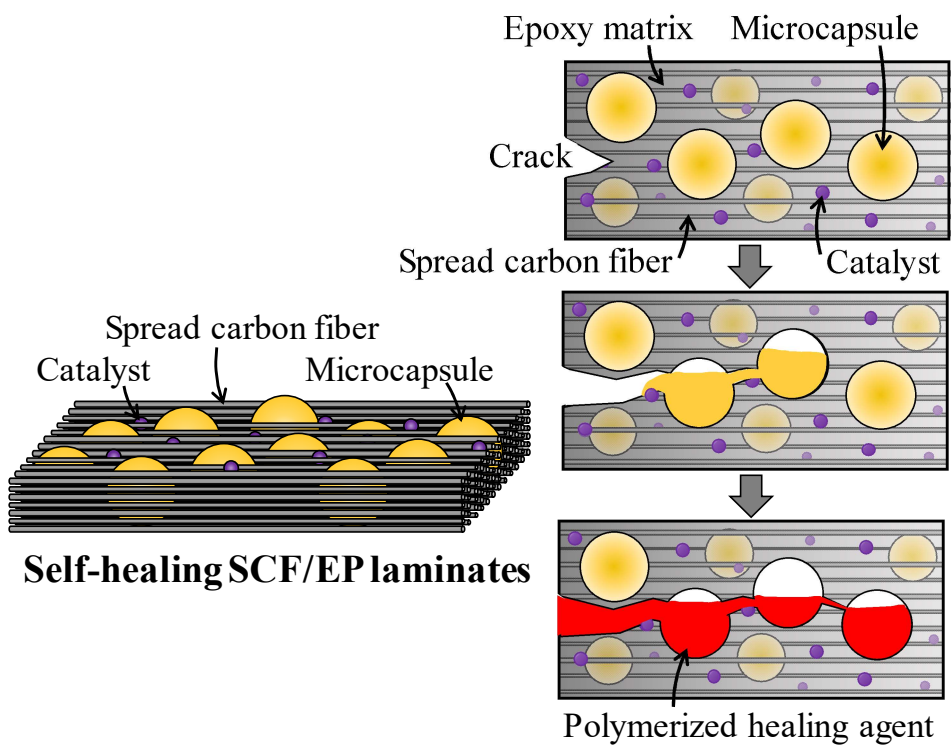 Epoxy matrix
Microcapsule
Crack
Spread carbon fiber
Catalyst
Spread carbon fiber
Catalyst
Microcapsule
Self-healing SCF/EP laminates
Polymerized healing agent